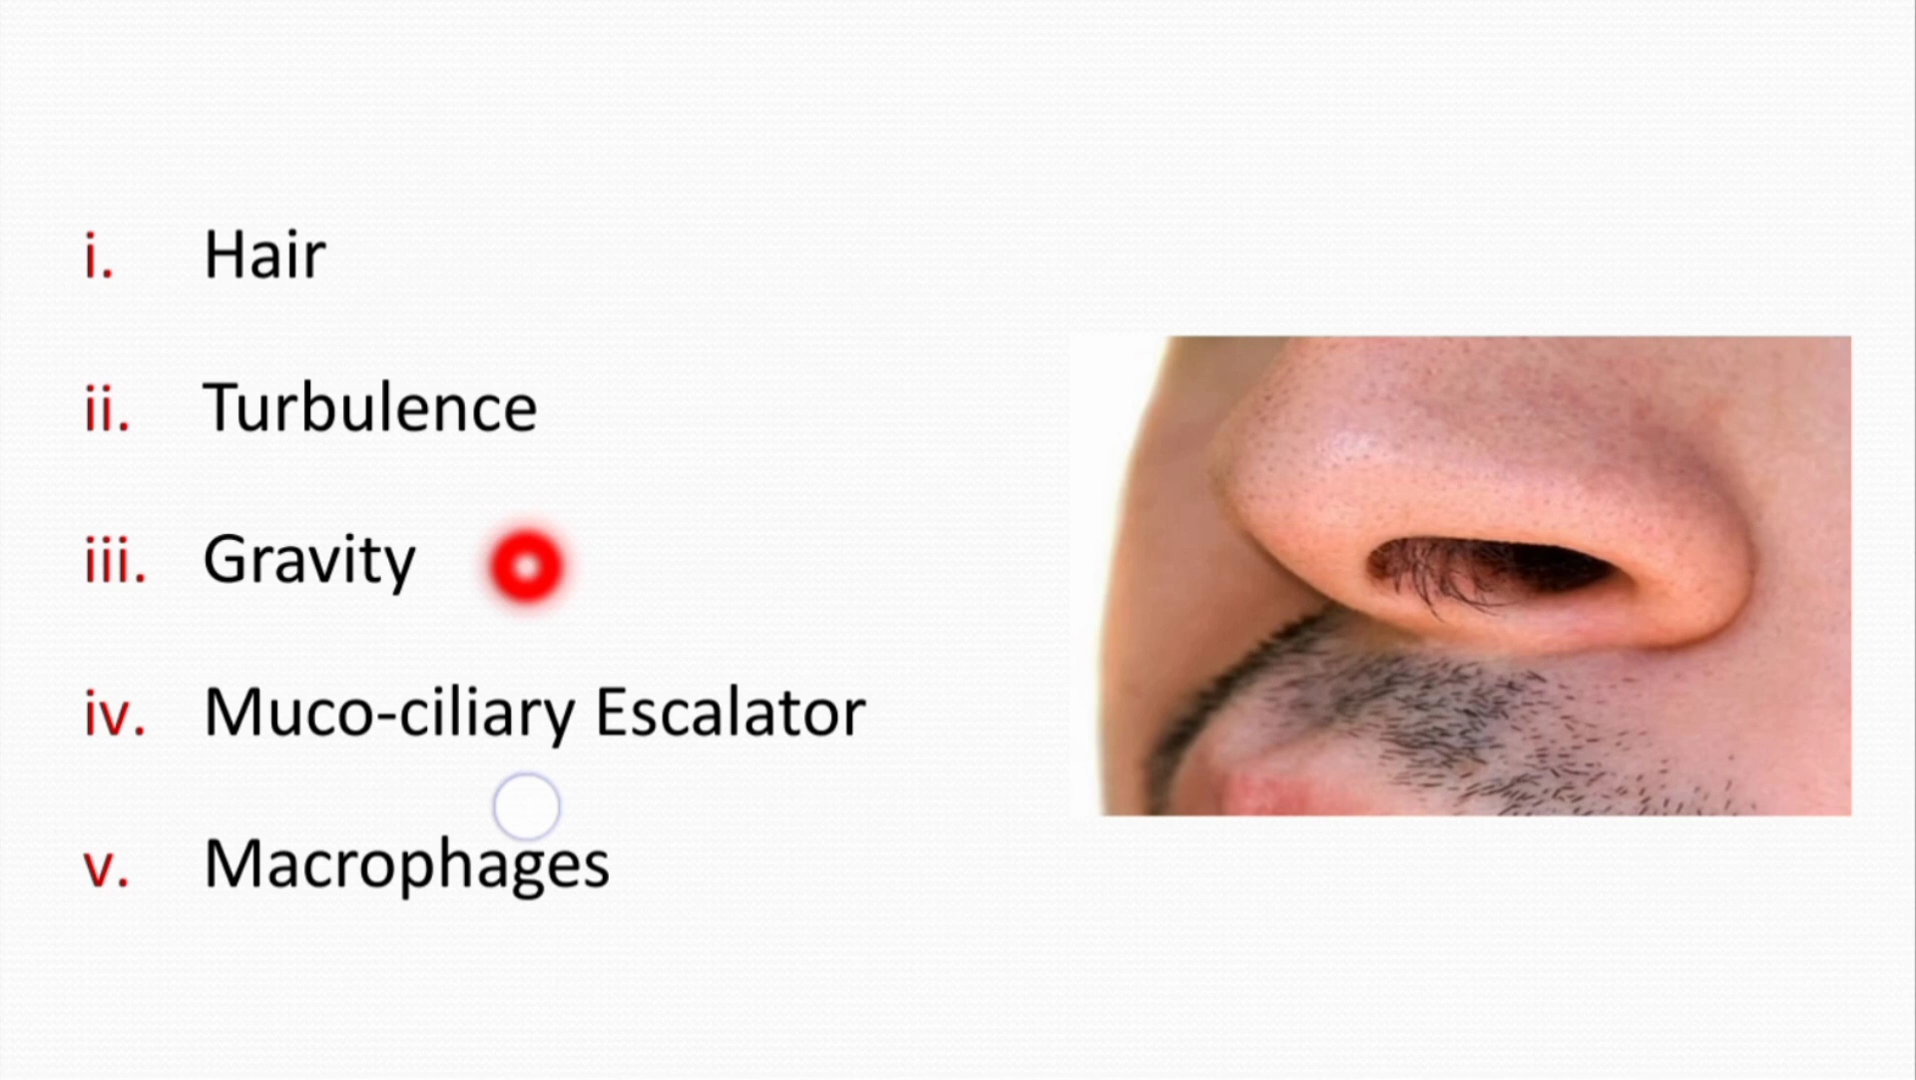 i. Hair
ii. Turbulence
iii. Gravity
iv. Muco-ciliary Escalator
v. Macrophages